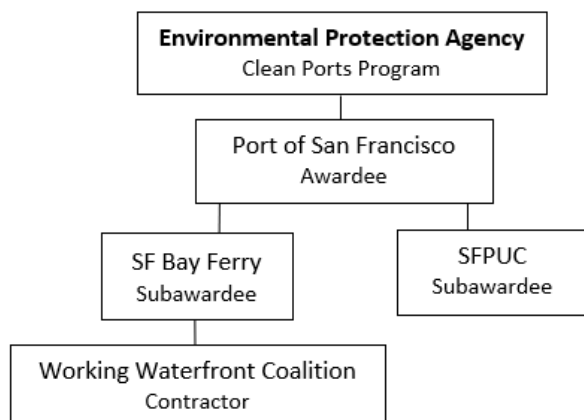 Environmental Protection Agency
Clean Ports Program
Port of San Francisco
Awardee
SF Bay Ferry
Subawardee
SFPUC
Subawardee
Working Waterfront Coalition
Contractor